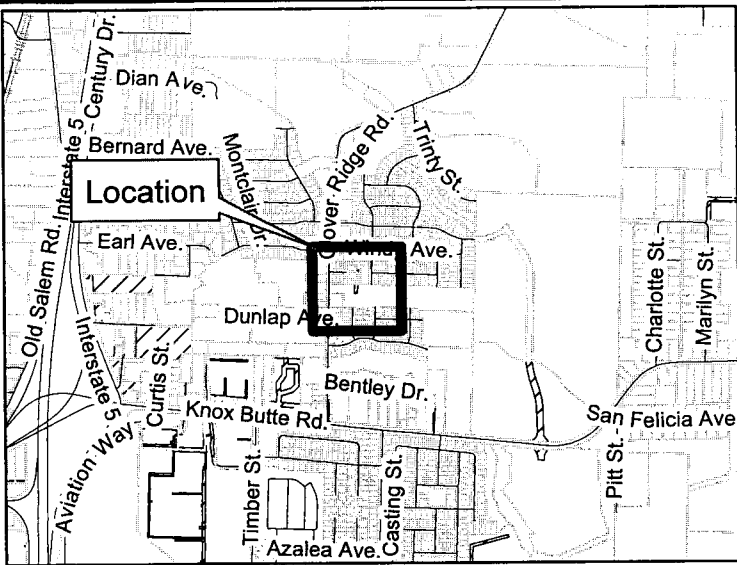 Century Dr.
Dian Ave.
Interstate 5
Bernard Ave.
Montclair Dr.
Ridge Rd.
Trinty St.
Location
Earl Ave.
Ave.
Old Salem Rd.
Dunlap Ave.
Charlotte St.
Marilyn St.
Interstate 5
Curtis St.
Bentley Dr.
Knox Butte Rd.
San Felicia Ave
Aviation Way
Timber St.
Casting St.
Pitt St.
Azalea Ave.